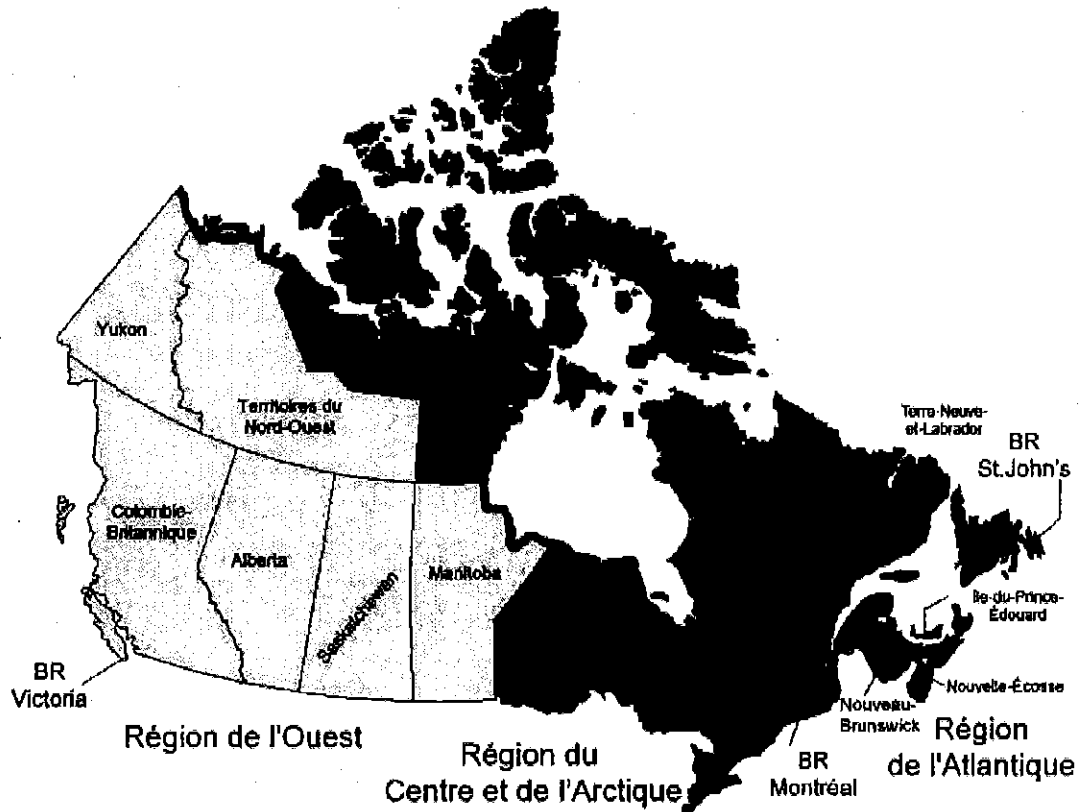 Yukon
Territoires du
Nord-Ouest
Terre-Neuve-
et-Labrador
BR
St.John's
Colombie-
Britannique
Alberta
Saskatchewan
Manitoba
Île-du-Prince-
Édouard
BR
Victoria
Nouvelle-Écosse
Nouveau-
Brunswick
Région de l'Ouest
Région du
Centre et de l'Arctique
BR
Montréal
Région
de l'Atlantique